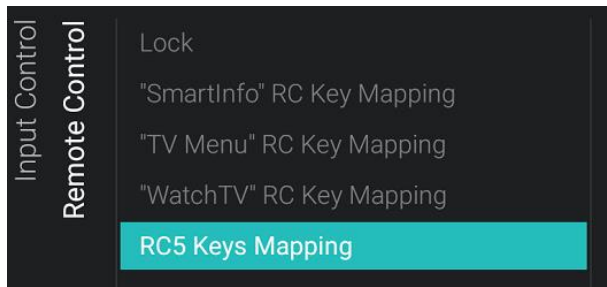 Input Control
Remote Control
Lock
"SmartInfo" RC Key Mapping
"TV Menu" RC Key Mapping
"WatchTV" RC Key Mapping
RC5 Keys Mapping